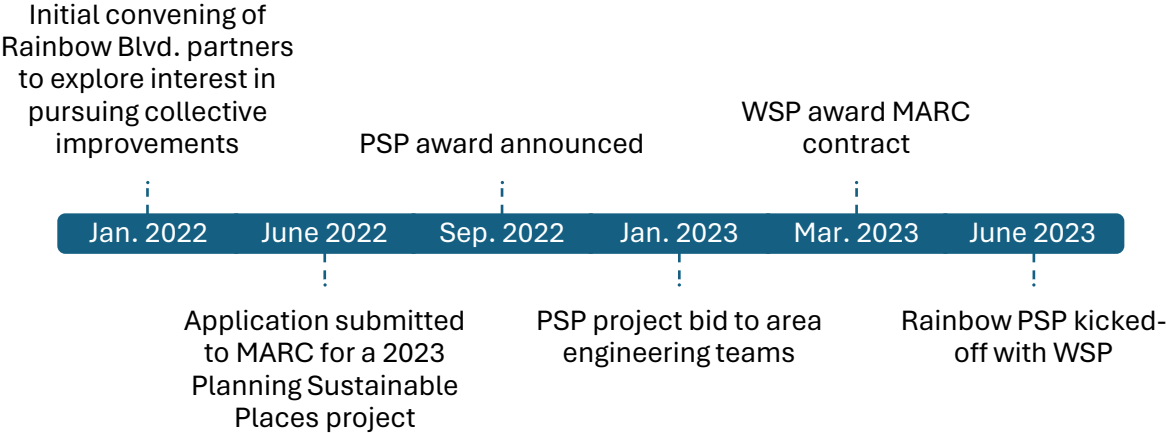 Initial convening of
Rainbow Blvd. partners
to explore interest in
pursuing collective
improvements
PSP award announced
WSP award MARC
contract
Jan. 2022
June 2022
Sep. 2022
Jan. 2023
Mar. 2023
June 2023
Application submitted
to MARC for a 2023
Planning Sustainable
Places project
PSP project bid to area
engineering teams
Rainbow PSP kicked-
off with WSP